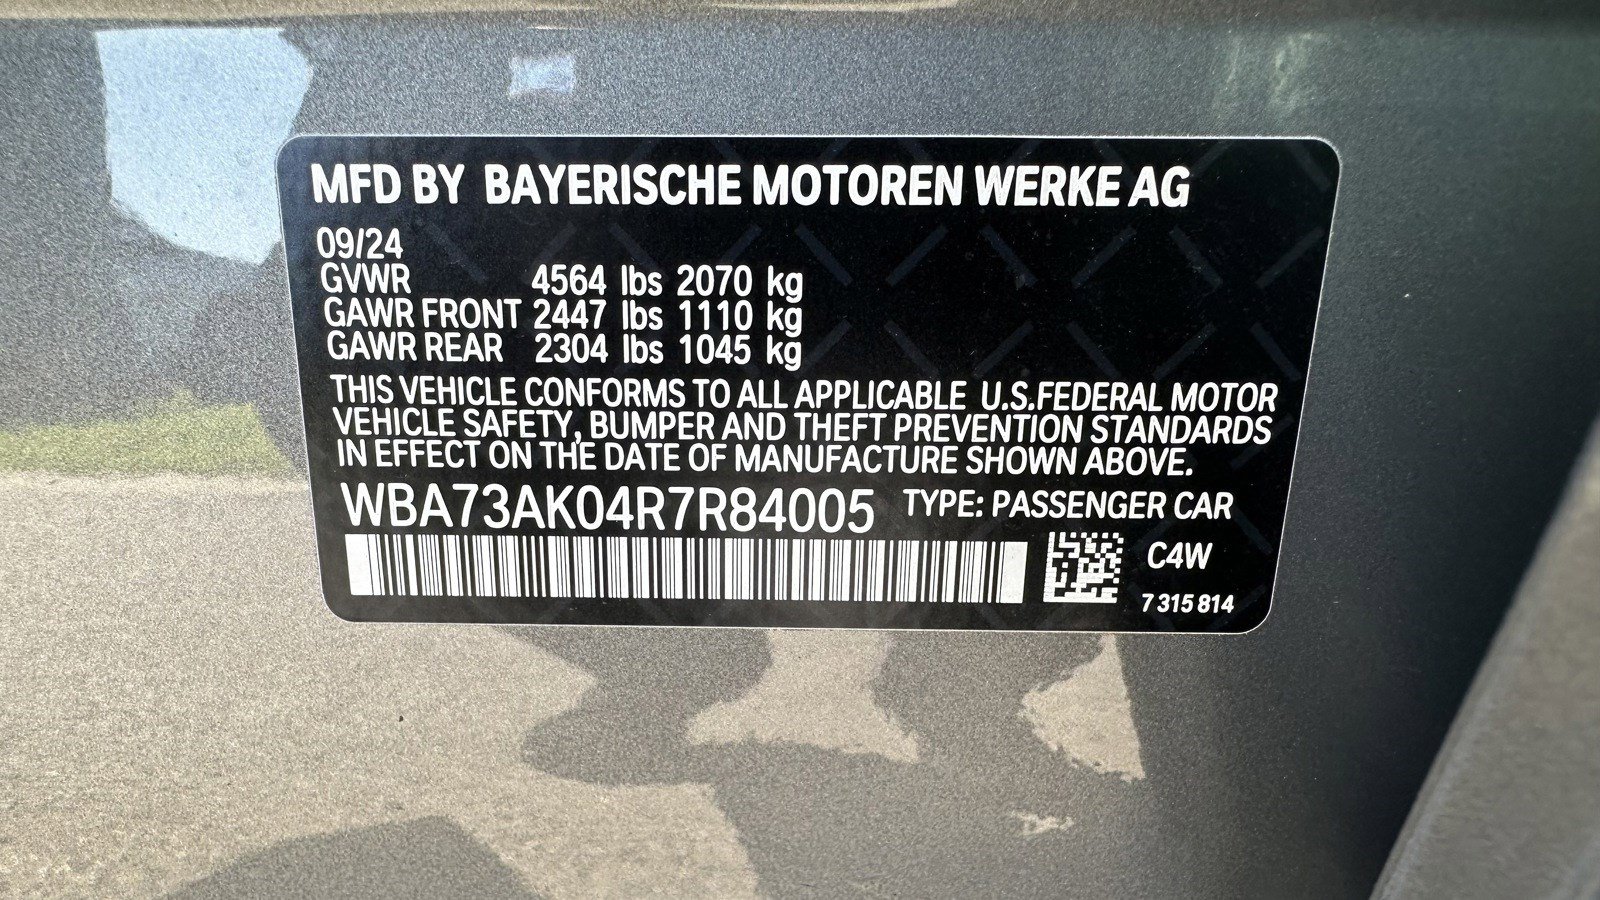 MFD BY BAYERISCHE MOTOREN WERKE AG
09/24
GVWR 4564 lbs 2070 kg
GAWR FRONT 2447 lbs 1110 kg
GAWR REAR 2304 lbs 1045 kg
THIS VEHICLE CONFORMS TO ALL APPLICABLE U.S.FEDERAL MOTOR
VEHICLE SAFETY, BUMPER AND THEFT PREVENTION STANDARDS
IN EFFECT ON THE DATE OF MANUFACTURE SHOWN ABOVE.
WBA73AK04R7R84005 TYPE: PASSENGER CAR
C4W
7 315 814